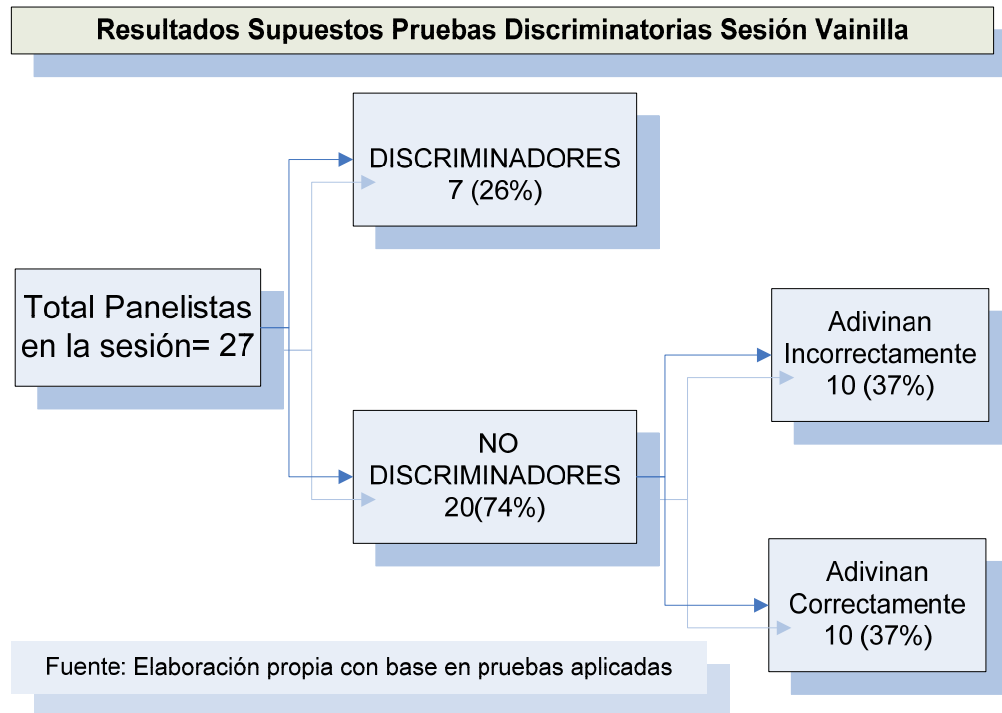 Resultados Supuestos Pruebas Discriminatorias Sesión Vainilla
DISCRIMINADORES
7 (26%)
Total Panelistas
en la sesión= 27
NO
DISCRIMINADORES
20(74%)
Adivinan
Incorrectamente
10 (37%)
Adivinan
Correctamente
10 (37%)
Fuente: Elaboración propia con base en pruebas aplicadas